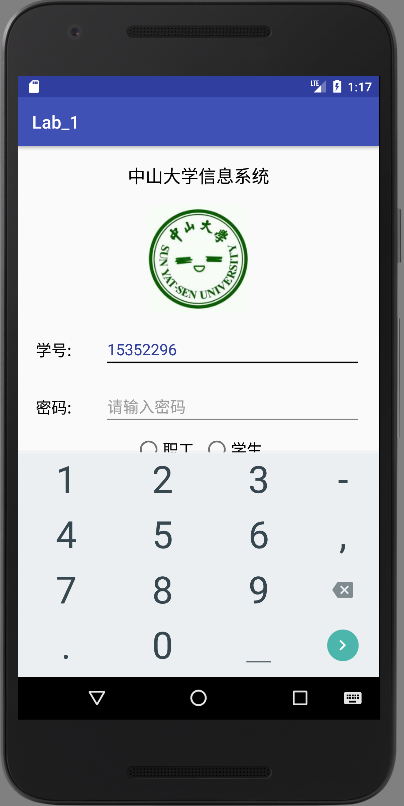 LTE 1:17
Lab_1
中山大学信息系统
中山大学
SUN YAT-SEN UNIVERSITY
学号: 15352296
密码: 请输入密码
职工 学生
1 2 3 -
4 5 6 ,
7 8 9
. 0 _